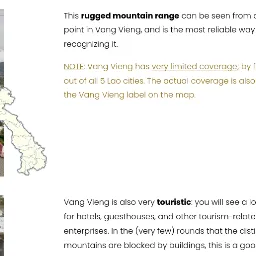 This rugged mountain range can be seen from
point in Vang Vieng, and is the most reliable way
recognizing it.
NOTE: Vang Vieng has very limited coverage, by
out of all 5 Lao cities. The actual coverage is also
the Vang Vieng label on the map.
Vang Vieng is also very touristic: you will see a
for hotels, guesthouses, and other tourism-relate
enterprises. In the (very few) rounds that the disti
mountains are blocked by buildings, this is a goo